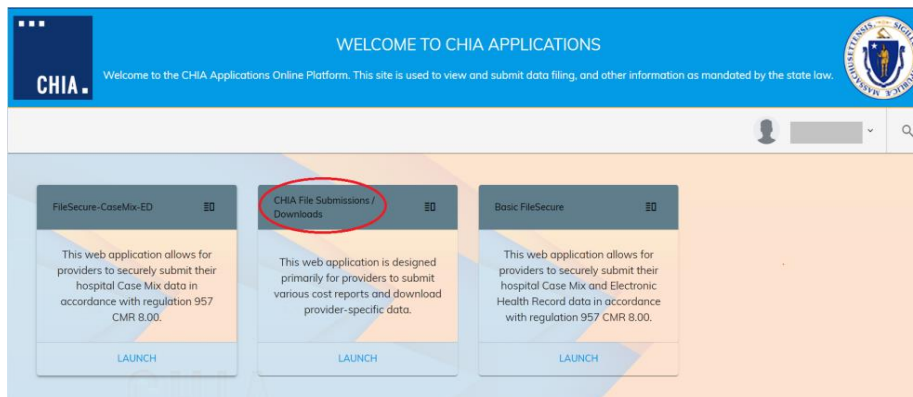 WELCOME TO CHIA APPLICATIONS
Welcome to the CHIA Applications Online Platform. This site is used to view and submit data filing, and other information as mandated by the state law.
CHIA.
FileSecure-CaseMix-ED
This web application allows for
providers to securely submit their
hospital Case Mix data in
accordance with regulation 957
CMR 8.00.
LAUNCH
CHIA File Submissions /
Downloads
This web application is designed
primarily for providers to submit
various cost reports and download
provider-specific data.
LAUNCH
Basic FileSecure
This web application allows for
providers to securely submit their
hospital Case Mix and Electronic
Health Record data in accordance
with regulation 957 CMR 8.00.
LAUNCH